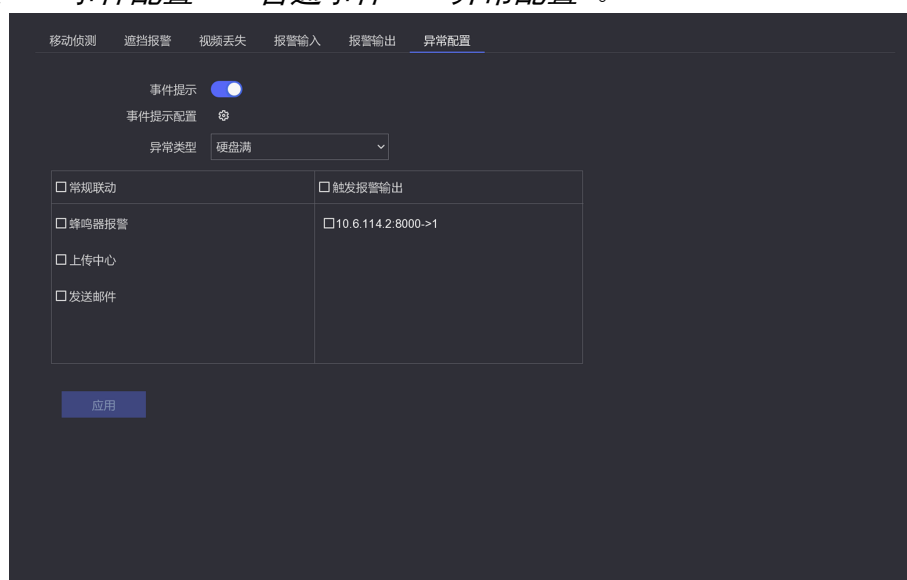 移动侦测 遮挡报警 视频丢失 报警输入 报警输出 异常配置
事件提示
事件提示配置
异常类型 硬盘满
常规联动 触发报警输出
蜂鸣器报警 10.6.114.2:8000->1
上传中心
发送邮件
应用